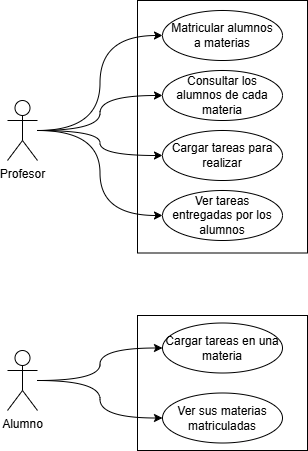 Matricular alumnos
a materias
Consultar los
alumnos de cada
materia
Cargar tareas para
realizar
Profesor
Ver tareas
entregadas por los
alumnos
Cargar tareas en una
materia
Alumno
Ver sus materias
matriculadas